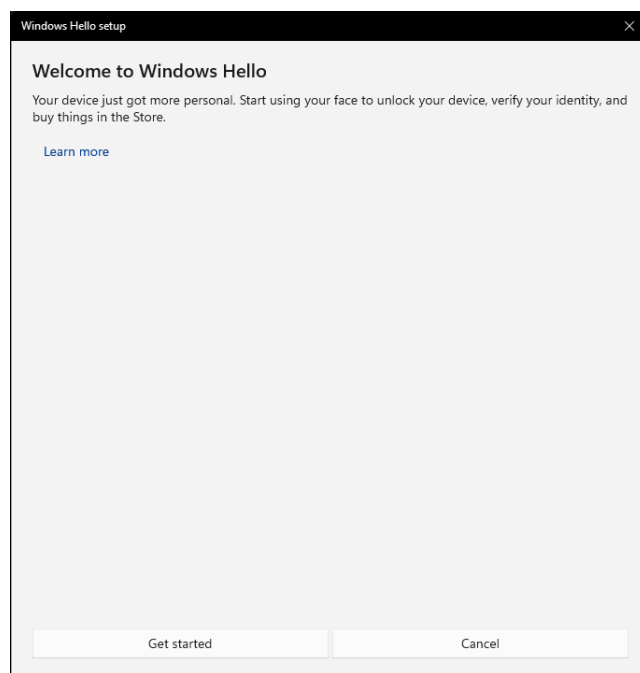 Windows Hello setup
Welcome to Windows Hello
Your device just got more personal. Start using your face to unlock your device, verify your identity, and
buy things in the Store.
Learn more
Get started
Cancel